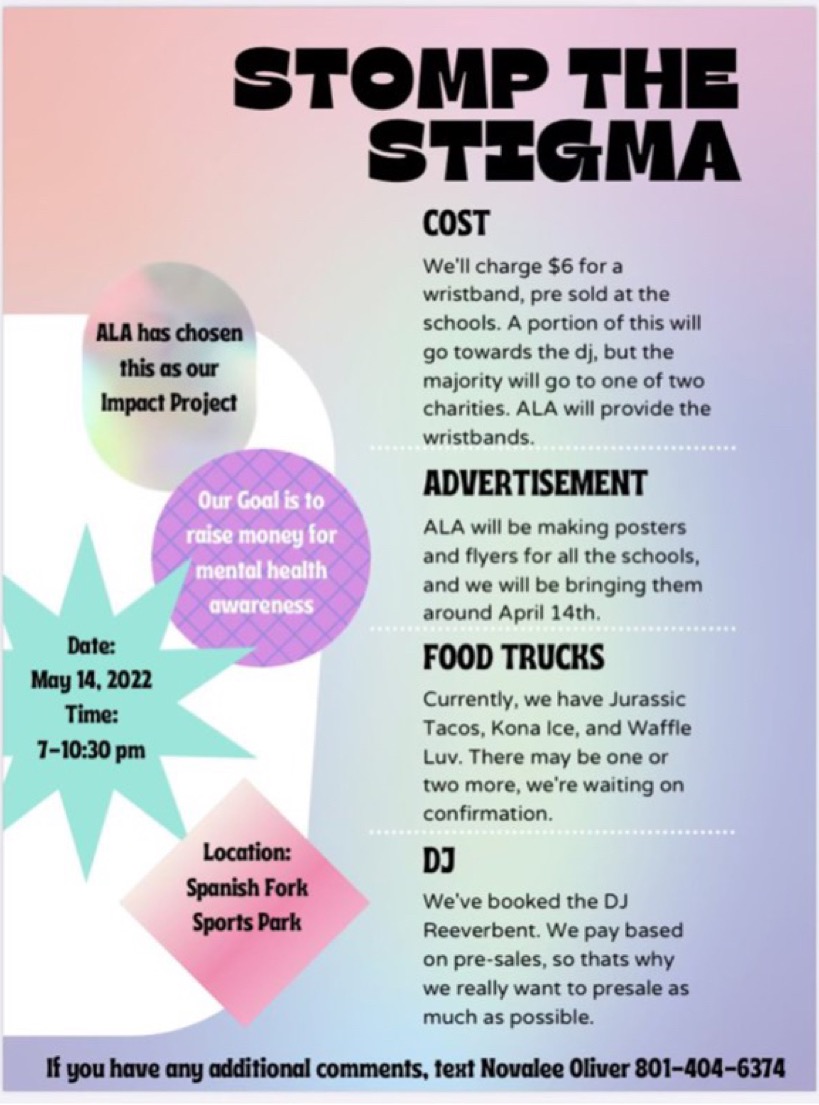 STOMP THE
STIGMA
COST
We'll charge $6 for a
wristband, pre sold at the
schools. A portion of this will
go towards the dj, but the
majority will go to one of two
charities. ALA will provide the
wristbands.
ADVERTISEMENT
ALA will be making posters
and flyers for all the schools,
and we will be bringing them
around April 14th.
FOOD TRUCKS
Currently, we have Jurassic
Tacos, Kona Ice, and Waffle
Luv. There may be one or
two more, we're waiting on
confirmation.
DJ
We've booked the DJ
Reeverbent. We pay based
on pre-sales, so thats why
we really want to presale as
much as possible.
ALA has chosen
this as our
Impact Project
Our Goal is to
raise money for
mental health
awareness
Date:
May 14, 2022
Time:
7-10:30 pm
Location:
Spanish Fork
Sports Park
If you have any additional comments, text Novalee Oliver 801-404-6374